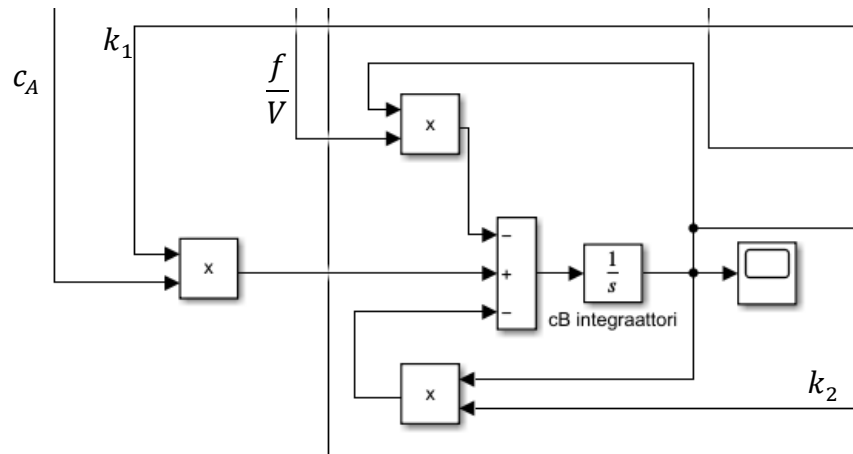 k₁
c_A
f
V
x
x
−
+
−
1
s
cB integraattori
x
k₂